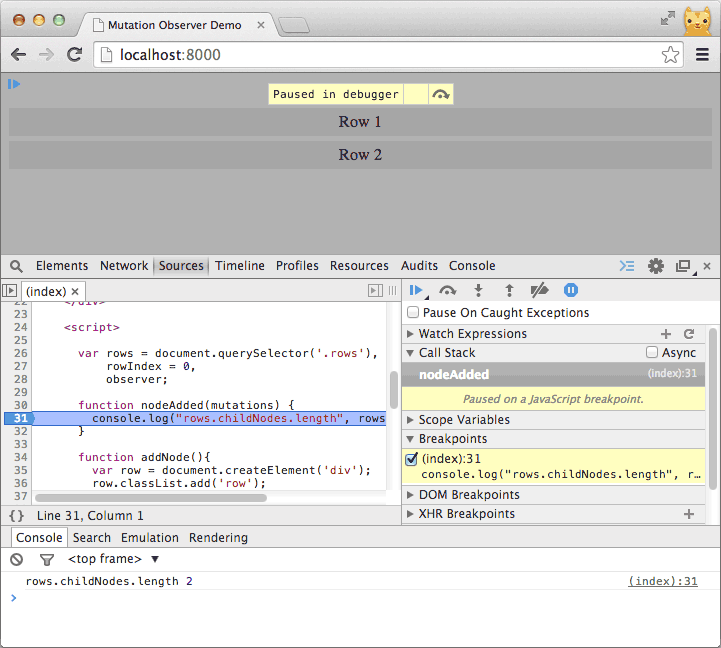 Mutation Observer Demo
localhost:8000
Paused in debugger
Row 1
Row 2
Elements Network Sources Timeline Profiles Resources Audits Console
(index)
22 </div>
23
24 <script>
25
26 var rows = document.querySelector('.rows'),
27 rowIndex = 0,
28 observer;
29
30 function nodeAdded(mutations) {
31 console.log("rows.childNodes.length", rows
32 }
33
34 function addNode(){
35 var row = document.createElement('div');
36 row.classList.add('row');
37
{} Line 31, Column 1
Pause On Caught Exceptions
Watch Expressions
Call Stack Async
nodeAdded (index):31
Paused on a JavaScript breakpoint.
Scope Variables
Breakpoints
(index):31
console.log("rows.childNodes.length", r…
DOM Breakpoints
XHR Breakpoints
Console Search Emulation Rendering
<top frame>
rows.childNodes.length 2 (index):31